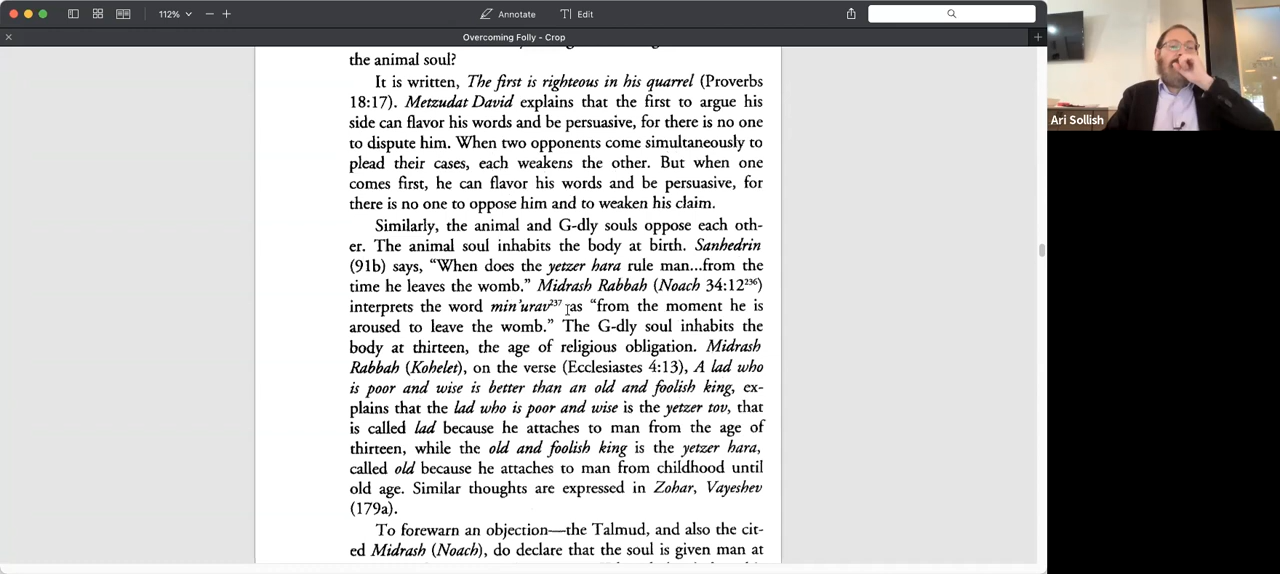 112%
Annotate
Edit
Overcoming Folly - Crop
the animal soul?
It is written, The first is righteous in his quarrel (Proverbs
18:17). Metzudat David explains that the first to argue his
side can flavor his words and be persuasive, for there is no one
to dispute him. When two opponents come simultaneously to
plead their cases, each weakens the other. But when one
comes first, he can flavor his words and be persuasive, for
there is no one to oppose him and to weaken his claim.
Similarly, the animal and G-dly souls oppose each oth-
er. The animal soul inhabits the body at birth. Sanhedrin
(91b) says, “When does the yetzer hara rule man...from the
time he leaves the womb.” Midrash Rabbah (Noach 34:12²³⁶)
interprets the word min’urav²³⁷ as “from the moment he is
aroused to leave the womb.” The G-dly soul inhabits the
body at thirteen, the age of religious obligation. Midrash
Rabbah (Kohelet), on the verse (Ecclesiastes 4:13), A lad who
is poor and wise is better than an old and foolish king, ex-
plains that the lad who is poor and wise is the yetzer tov, that
is called lad because he attaches to man from the age of
thirteen, while the old and foolish king is the yetzer hara,
called old because he attaches to man from childhood until
old age. Similar thoughts are expressed in Zohar, Vayeshev
(179a).
To forewarn an objection—the Talmud, and also the cit-
ed Midrash (Noach), do declare that the soul is given man at
Ari Sollish